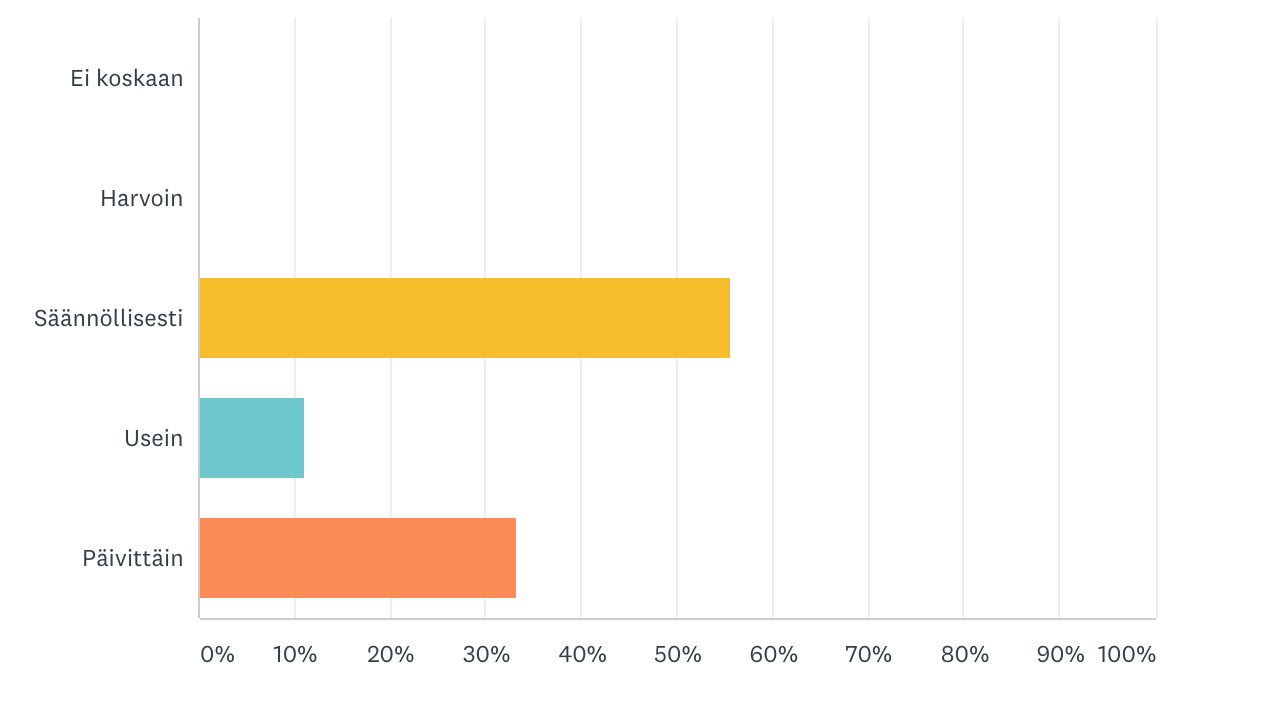 Ei koskaan
Harvoin
Säännöllisesti
Usein
Päivittäin
0% 10% 20% 30% 40% 50% 60% 70% 80% 90% 100%